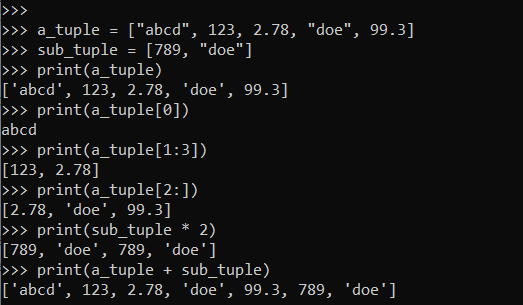 >>>
>>> a_tuple = ["abcd", 123, 2.78, "doe", 99.3]
>>> sub_tuple = [789, "doe"]
>>> print(a_tuple)
['abcd', 123, 2.78, 'doe', 99.3]
>>> print(a_tuple[0])
abcd
>>> print(a_tuple[1:3])
[123, 2.78]
>>> print(a_tuple[2:])
[2.78, 'doe', 99.3]
>>> print(sub_tuple * 2)
[789, 'doe', 789, 'doe']
>>> print(a_tuple + sub_tuple)
['abcd', 123, 2.78, 'doe', 99.3, 789, 'doe']